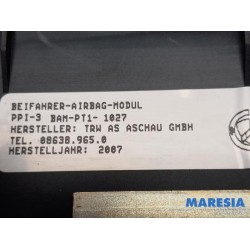 BEIFAHRER-AIRBAG-MODUL
PPI-3 BAM-PT1- 1027
HERSTELLER: TRW AS ASCHAU GMBH
TEL. 08638.965.0
HERSTELLJAHR: 2007
MARESIA